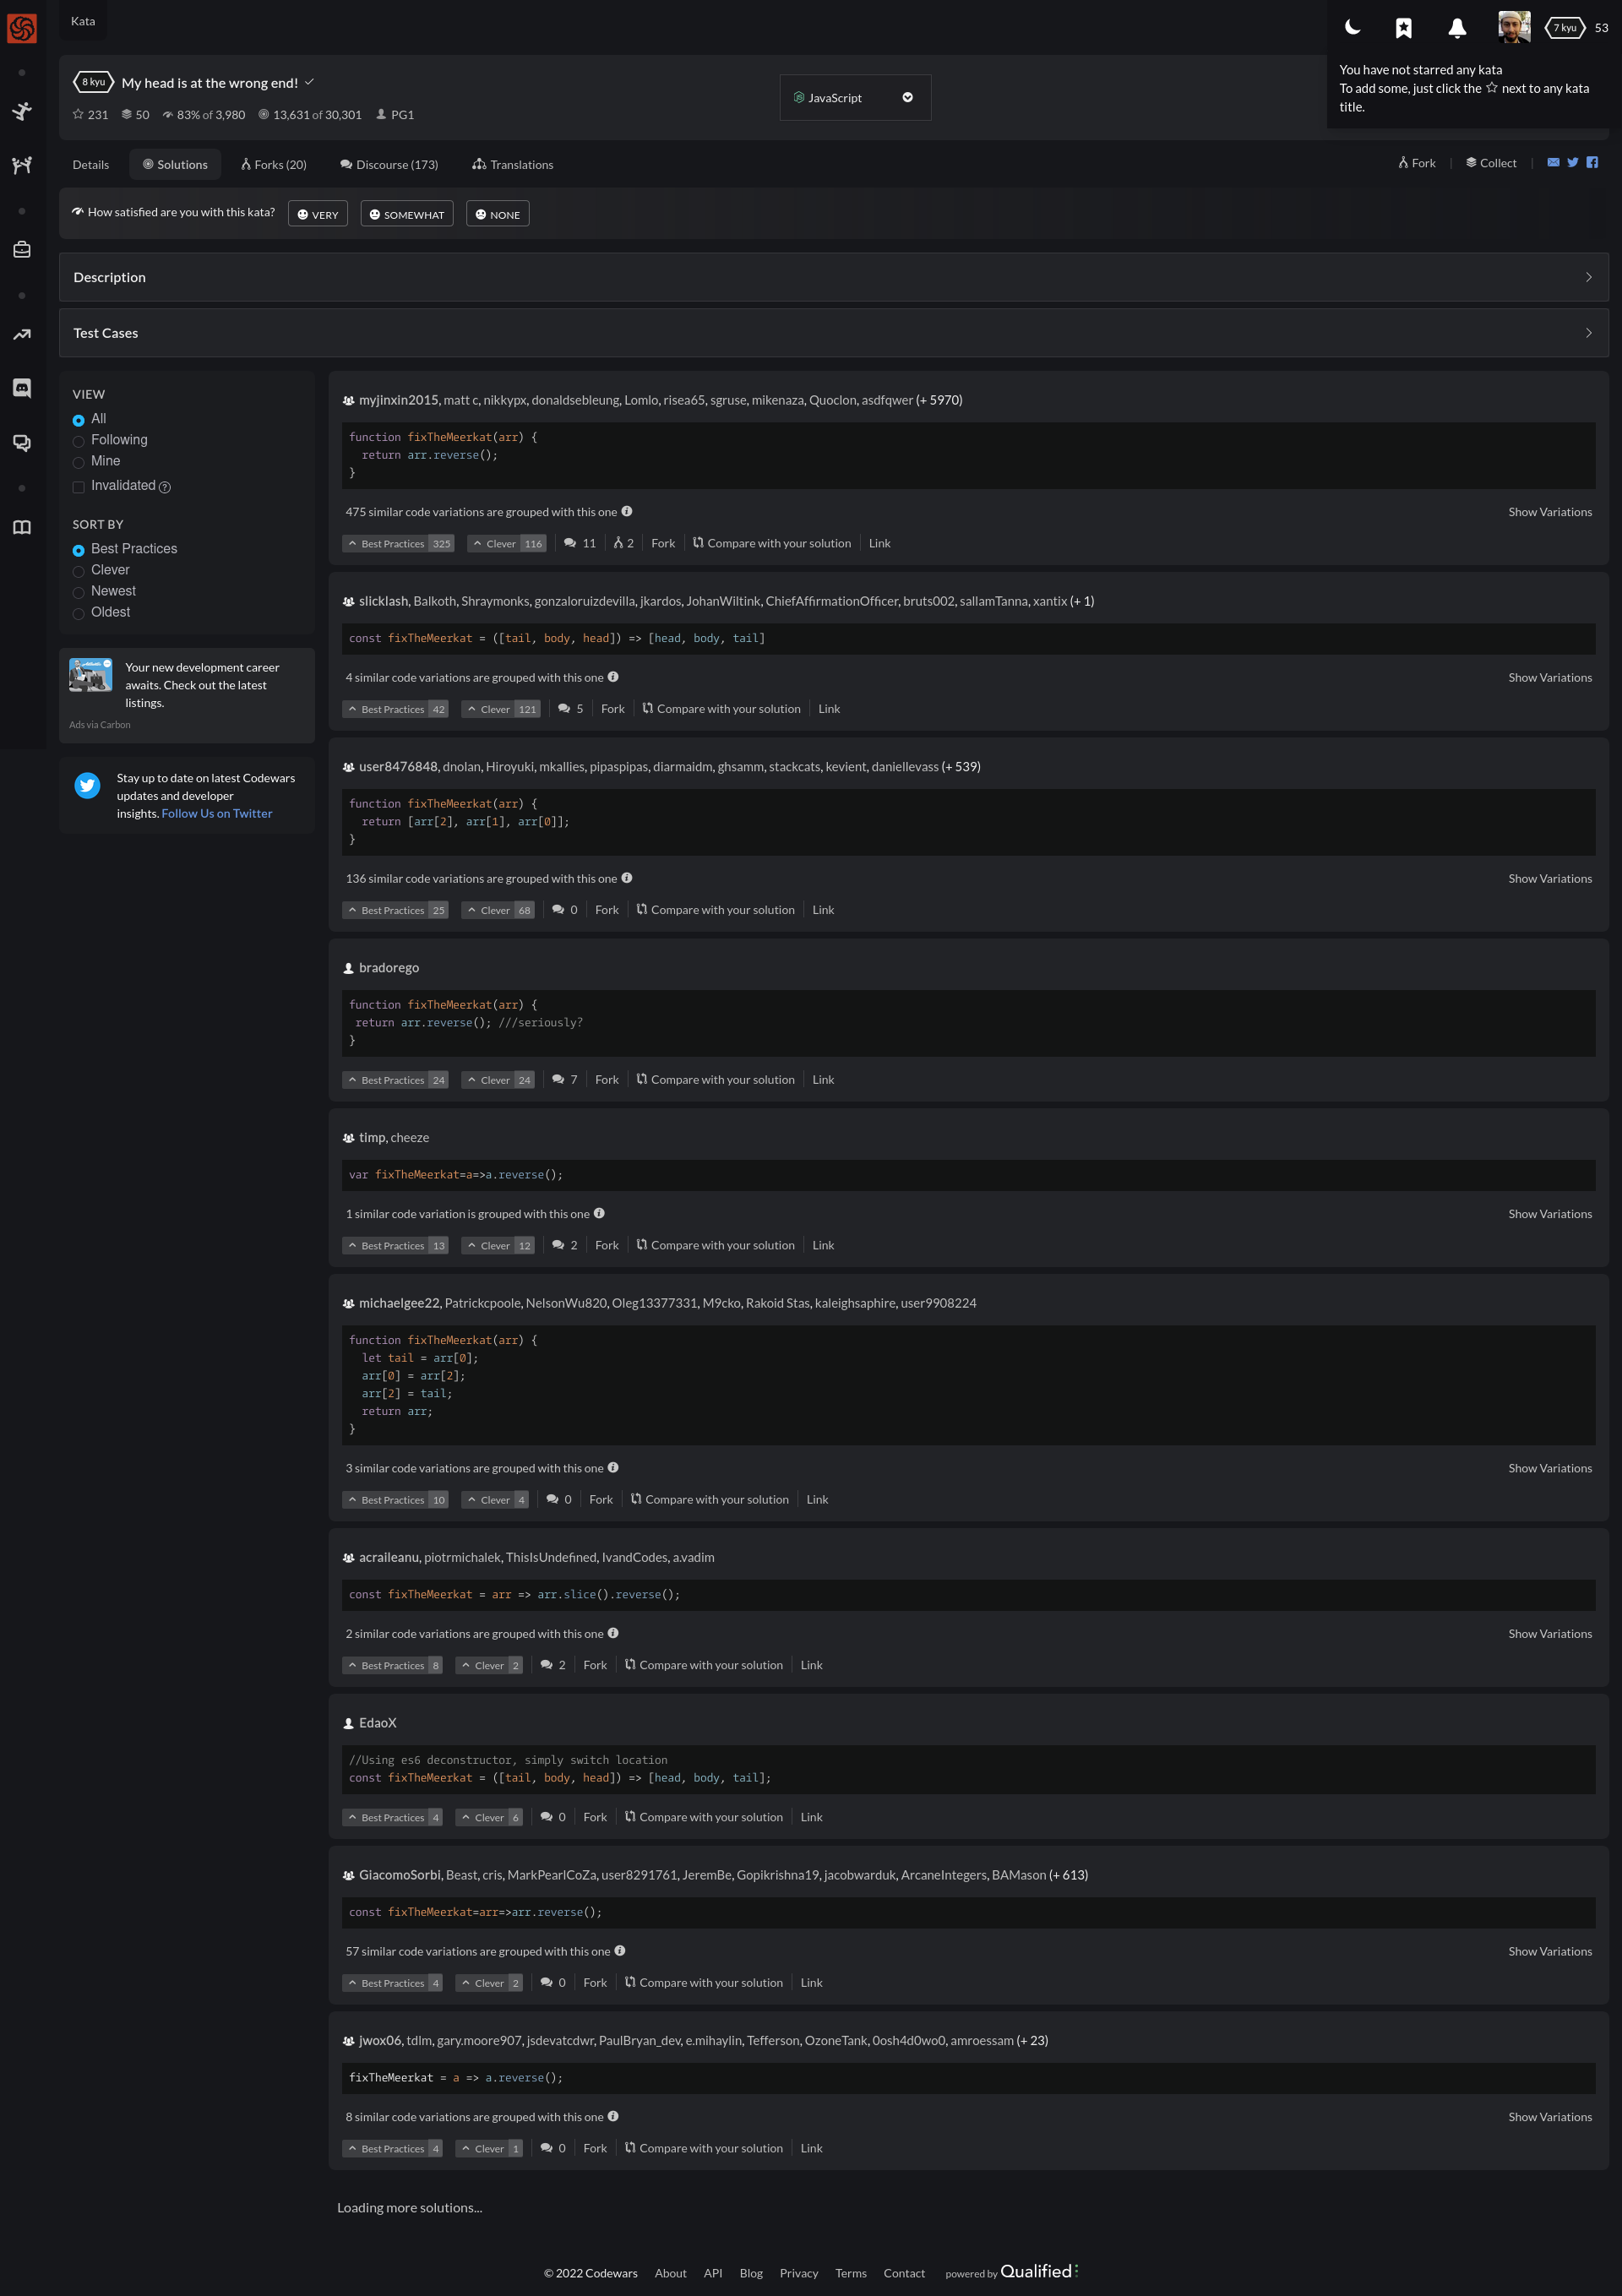 Kata
7 kyu 53
You have not starred any kata
To add some, just click the next to any kata
title.
8 kyu My head is at the wrong end!
231 50 83% of 3,980 13,631 of 30,301 PG1
JavaScript
Details Solutions Forks (20) Discourse (173) Translations
Fork | Collect |
How satisfied are you with this kata? VERY SOMEWHAT NONE
Description
Test Cases
VIEW
All
Following
Mine
Invalidated ?
SORT BY
Best Practices
Clever
Newest
Oldest
Your new development career
awaits. Check out the latest
listings.
Ads via Carbon
Stay up to date on latest Codewars
updates and developer
insights. Follow Us on Twitter
myjinxin2015, matt c, nikkypx, donaldsebleung, Lomlo, risea65, sgruse, mikenaza, Quoclon, asdfqwer (+ 5970)
function fixTheMeerkat(arr) {
  return arr.reverse();
}
475 similar code variations are grouped with this one Show Variations
Best Practices 325 Clever 116 11 2 Fork Compare with your solution Link
slicklash, Balkoth, Shraymonks, gonzaloruizdevilla, jkardos, JohanWiltink, ChiefAffirmationOfficer, bruts002, sallamTanna, xantix (+ 1)
const fixTheMeerkat = ([tail, body, head]) => [head, body, tail]
4 similar code variations are grouped with this one Show Variations
Best Practices 42 Clever 121 5 Fork Compare with your solution Link
user8476848, dnolan, Hiroyuki, mkallies, pipaspipas, diarmaidm, ghsamm, stackcats, kevient, daniellevass (+ 539)
function fixTheMeerkat(arr) {
  return [arr[2], arr[1], arr[0]];
}
136 similar code variations are grouped with this one Show Variations
Best Practices 25 Clever 68 0 Fork Compare with your solution Link
bradorego
function fixTheMeerkat(arr) {
 return arr.reverse(); ///seriously?
}
Best Practices 24 Clever 24 7 Fork Compare with your solution Link
timp, cheeze
var fixTheMeerkat=a=>a.reverse();
1 similar code variation is grouped with this one Show Variations
Best Practices 13 Clever 12 2 Fork Compare with your solution Link
michaelgee22, Patrickcpoole, NelsonWu820, Oleg13377331, M9cko, Rakoid Stas, kaleighsaphire, user9908224
function fixTheMeerkat(arr) {
  let tail = arr[0];
  arr[0] = arr[2];
  arr[2] = tail;
  return arr;
}
3 similar code variations are grouped with this one Show Variations
Best Practices 10 Clever 4 0 Fork Compare with your solution Link
acraileanu, piotrmichalek, ThisIsUndefined, IvandCodes, a.vadim
const fixTheMeerkat = arr => arr.slice().reverse();
2 similar code variations are grouped with this one Show Variations
Best Practices 8 Clever 2 2 Fork Compare with your solution Link
EdaoX
//Using es6 deconstructor, simply switch location
const fixTheMeerkat = ([tail, body, head]) => [head, body, tail];
Best Practices 4 Clever 6 0 Fork Compare with your solution Link
GiacomoSorbi, Beast, cris, MarkPearlCoZa, user8291761, JeremBe, Gopikrishna19, jacobwarduk, ArcaneIntegers, BAMason (+ 613)
const fixTheMeerkat=arr=>arr.reverse();
57 similar code variations are grouped with this one Show Variations
Best Practices 4 Clever 2 0 Fork Compare with your solution Link
jwox06, tdlm, gary.moore907, jsdevatcdwr, PaulBryan_dev, e.mihaylin, Tefferson, OzoneTank, 0osh4d0wo0, amroessam (+ 23)
fixTheMeerkat = a => a.reverse();
8 similar code variations are grouped with this one Show Variations
Best Practices 4 Clever 1 0 Fork Compare with your solution Link
Loading more solutions...
© 2022 Codewars About API Blog Privacy Terms Contact powered by Qualified